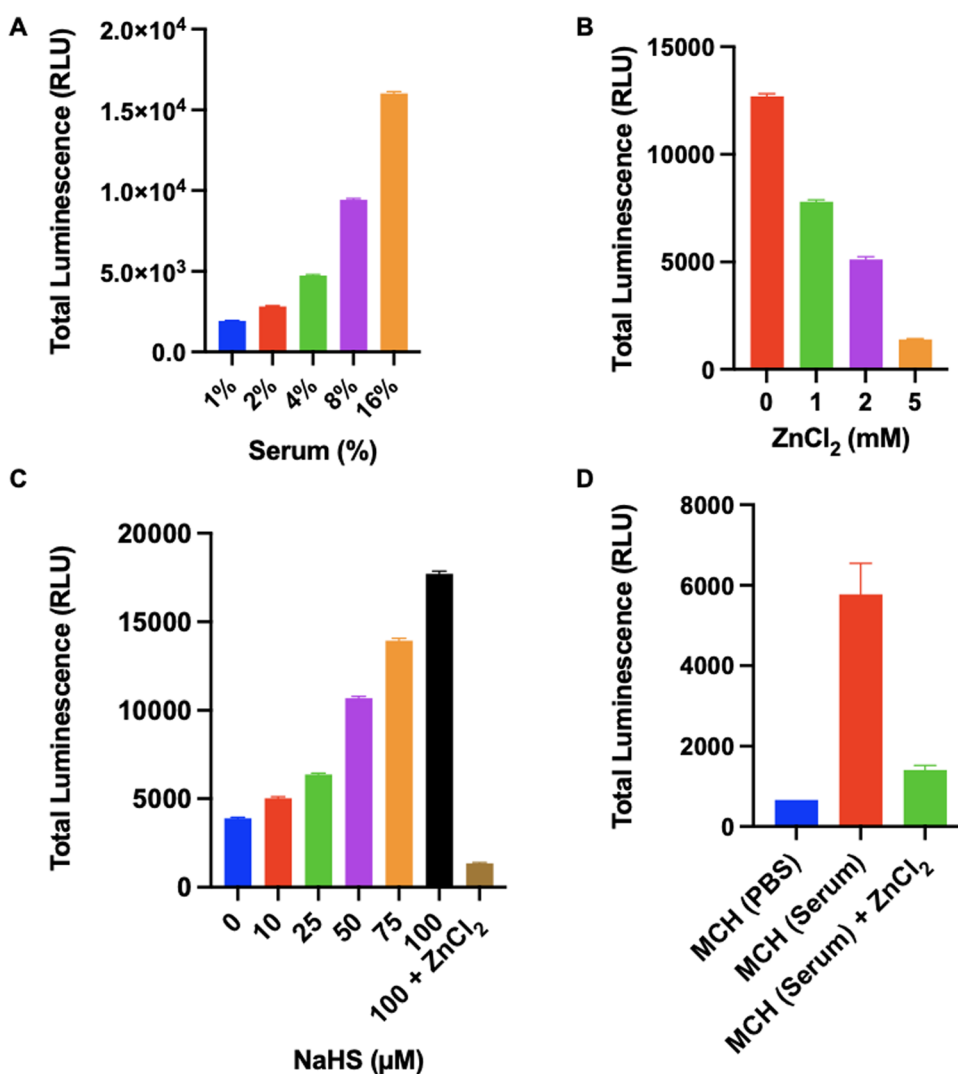 A
Total Luminescence (RLU)
2.0×10⁴
1.5×10⁴
1.0×10⁴
5.0×10³
0.0
1%
2%
4%
8%
16%
Serum (%)
B
Total Luminescence (RLU)
15000
10000
5000
0
0
1
2
5
ZnCl₂ (mM)
C
Total Luminescence (RLU)
20000
15000
10000
5000
0
0
10
25
50
75
100
100 + ZnCl₂
NaHS (µM)
D
Total Luminescence (RLU)
8000
6000
4000
2000
0
MCH (PBS)
MCH (Serum)
MCH (Serum) + ZnCl₂